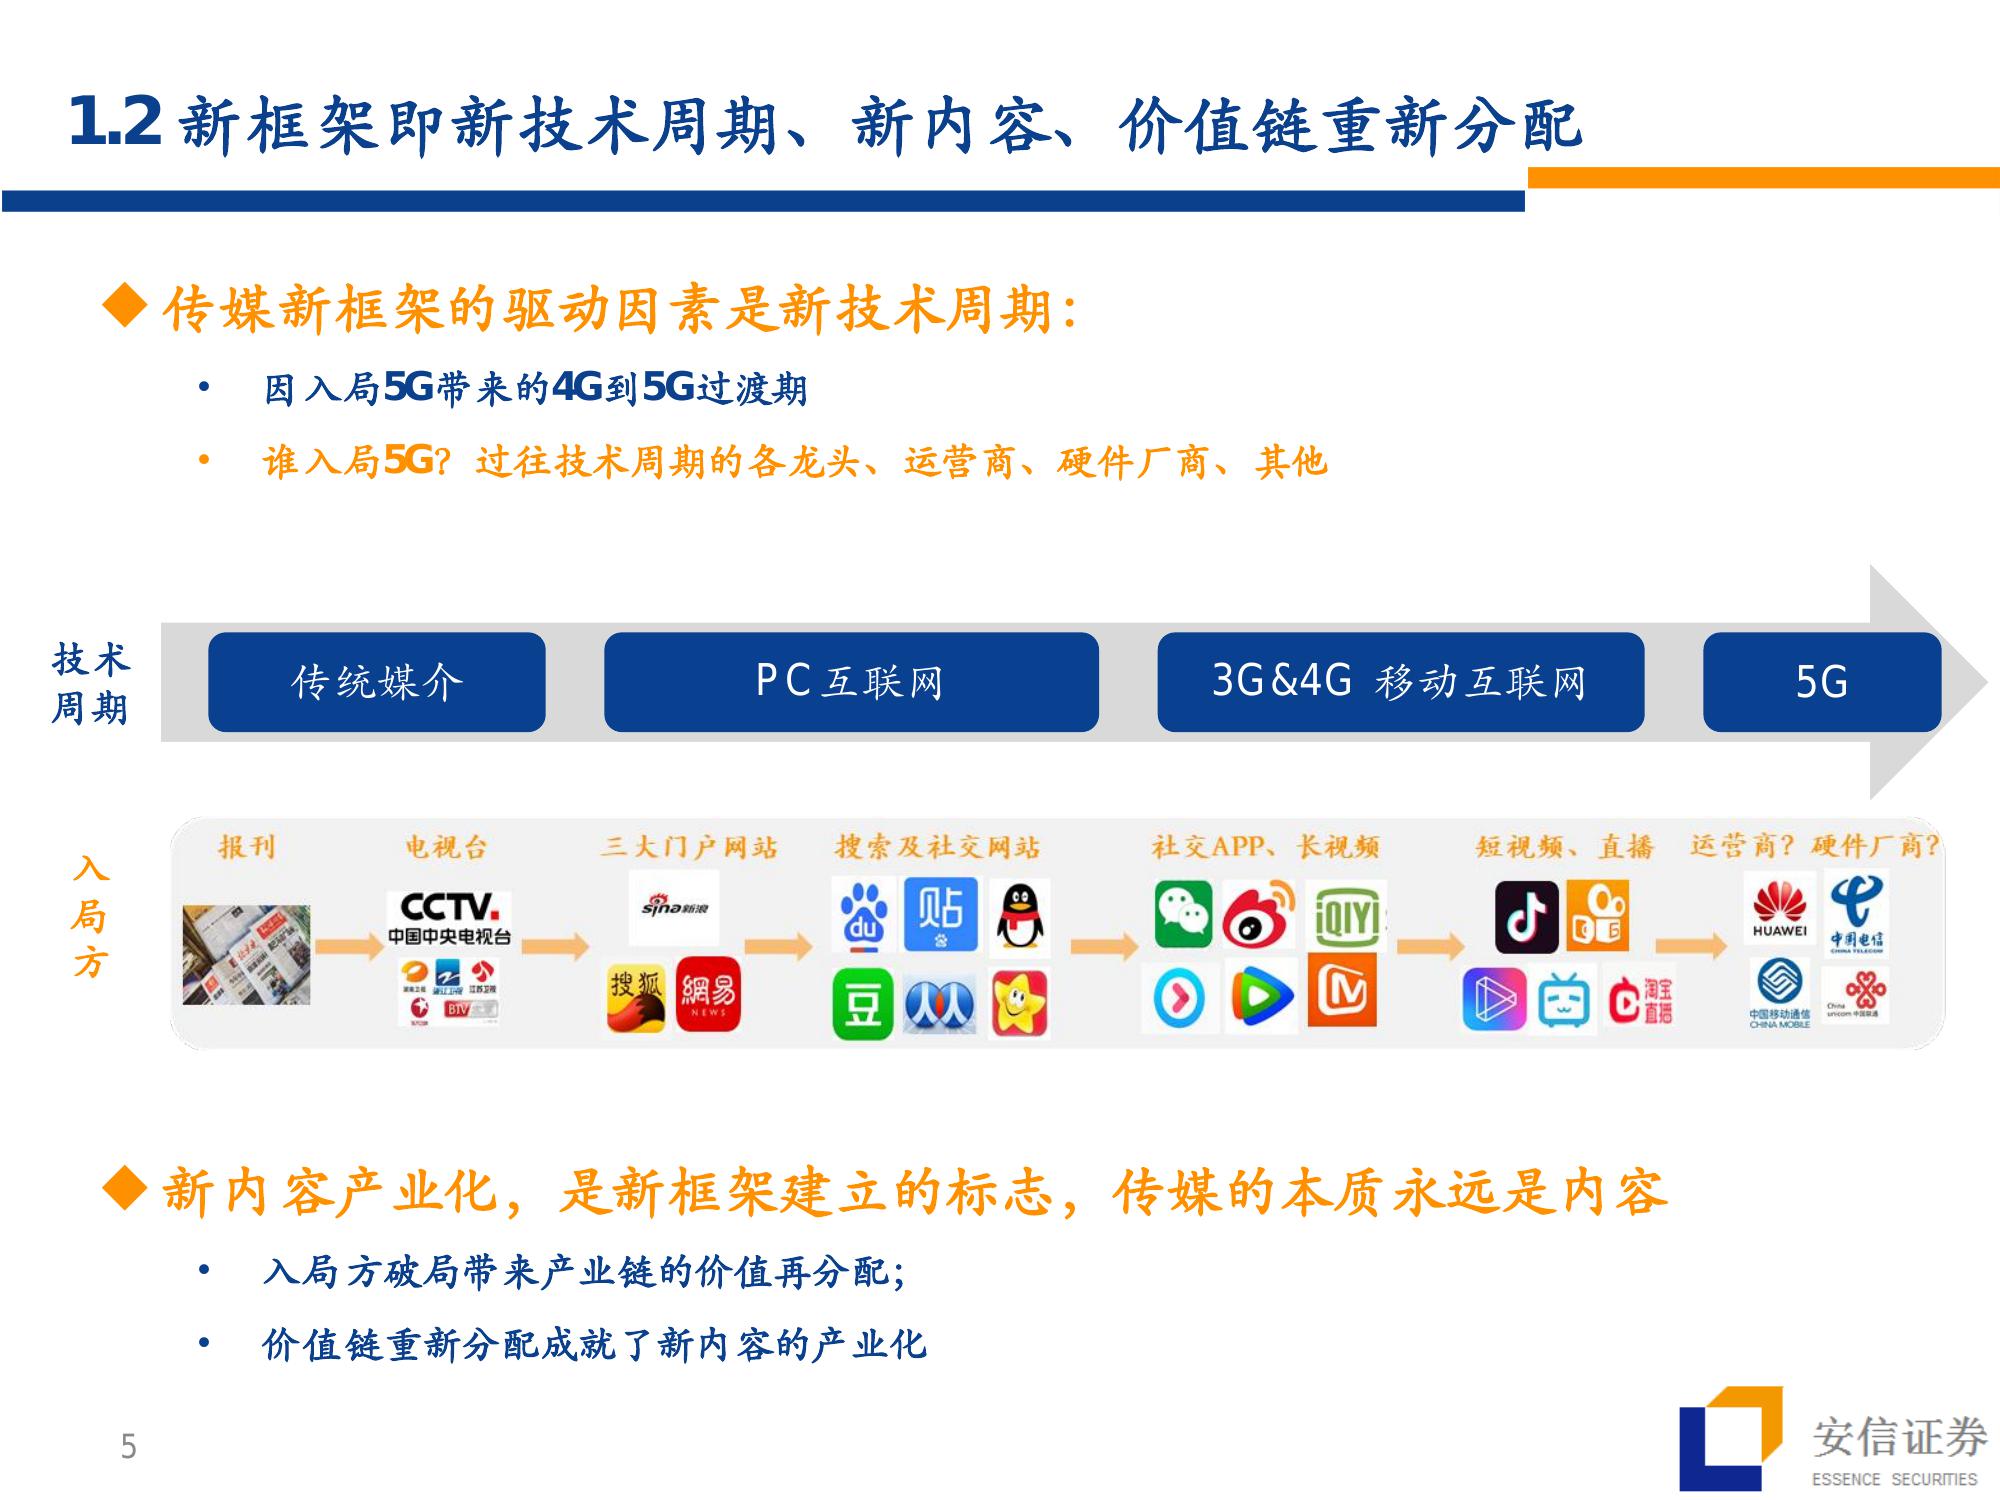 1.2新框架即新技术周期、新内容、价值链重新分配
传媒新框架的驱动因素是新技术周期：
• 因入局5G带来的4G到5G过渡期
• 谁入局5G？过往技术周期的各龙头、运营商、硬件厂商、其他
技术
周期
传统媒介
PC互联网
3G&4G 移动互联网
5G
入
局
方
报刊
电视台
三大门户网站
搜索及社交网站
社交APP、长视频
短视频、直播
运营商？硬件厂商？
CCTV.
中国中央电视台
江苏卫视
BTV
sina新浪
搜狐
網易
NEWS
du
贴
豆
人人
iQIYI
淘宝
直播
HUAWEI
中国电信
CHINA TELECOM
中国移动通信
CHINA MOBILE
China
unicom 中国联通
新内容产业化，是新框架建立的标志，传媒的本质永远是内容
• 入局方破局带来产业链的价值再分配；
• 价值链重新分配成就了新内容的产业化
5
安信证券
ESSENCE SECURITIES